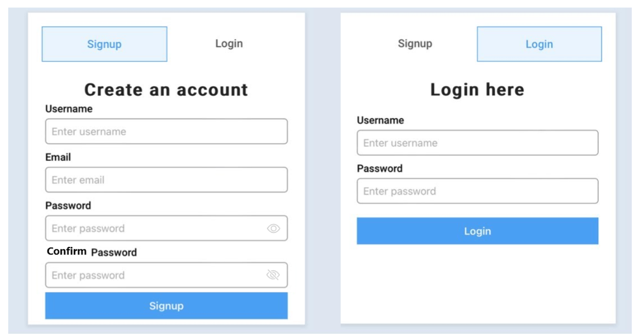 Signup Login
Create an account
Username
Enter username
Email
Enter email
Password
Enter password
Confirm Password
Enter password
Signup
Signup Login
Login here
Username
Enter username
Password
Enter password
Login